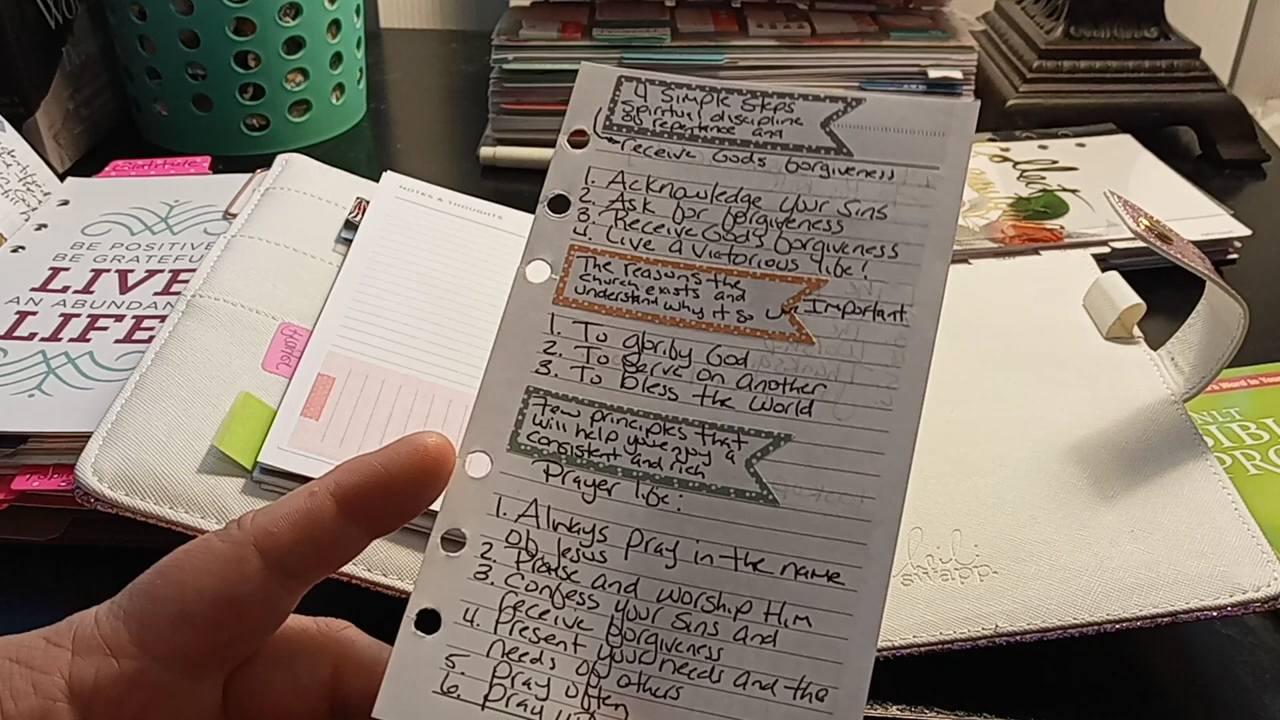 4 Simple Steps
Spiritual discipline
of repentance and
receive Gods forgiveness
1. Acknowledge your Sins
2. Ask for forgiveness
3. Receive God's forgiveness
4. Live a victorious life!
The reasons the
church exists and
understand why it so
Important
1. To glorify God
2. To serve on another
3. To bless the world
Few principles that
will help you enjoy a
consistent and rich
Prayer life:
1. Always pray in the name
of Jesus
2. Praise and worship Him
3. Confess your sins and
receive forgiveness
4. Present your needs and the
needs of others
5. Pray often
6. Pray
NOTES & THOUGHTS
Gratitude
BE POSITIVE
BE GRATEFUL
LIVE
AN ABUNDAN
LIFE
NLT